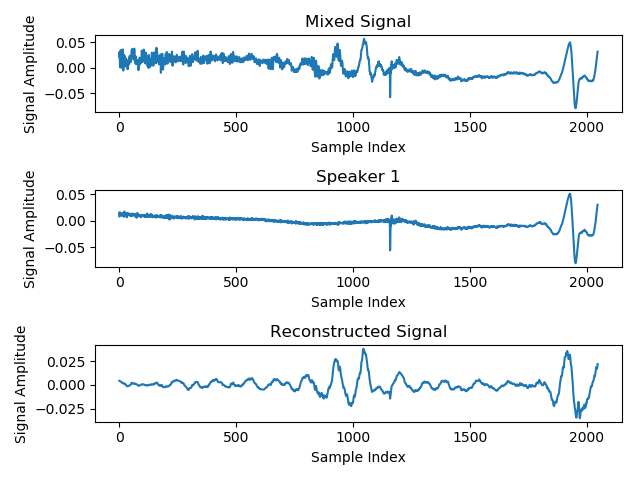 Mixed Signal
Signal Amplitude
0.05
0.00
−0.05
0 500 1000 1500 2000
Sample Index
Speaker 1
Signal Amplitude
0.05
0.00
−0.05
0 500 1000 1500 2000
Sample Index
Reconstructed Signal
Signal Amplitude
0.025
0.000
−0.025
0 500 1000 1500 2000
Sample Index